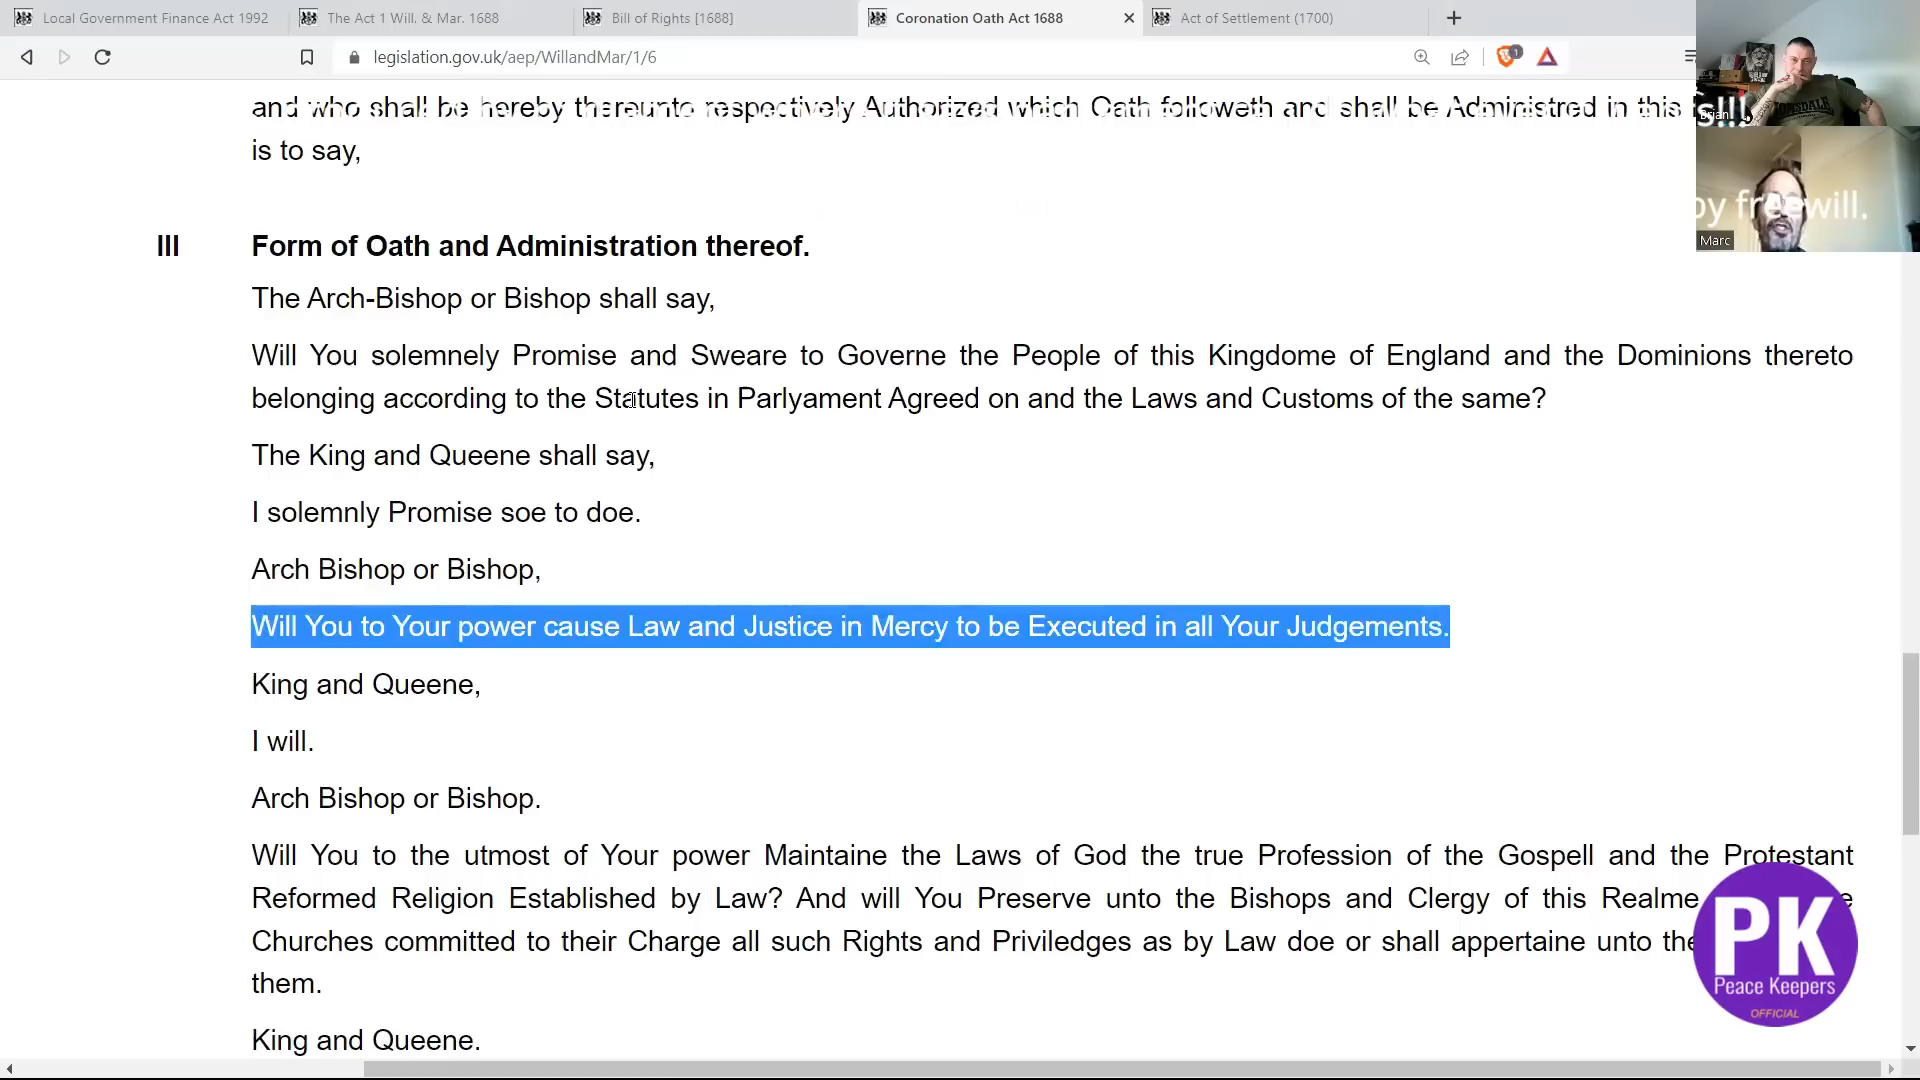 Local Government Finance Act 1992
The Act 1 Will. & Mar. 1688
Bill of Rights [1688]
Coronation Oath Act 1688
Act of Settlement (1700)
legislation.gov.uk/aep/WillandMar/1/6
1
and who shall be hereby thereunto respectively Authorized which Oath followeth and shall be Administred in this
is to say,
s!!!
Brian
by freewill.
Marc
III Form of Oath and Administration thereof.
The Arch-Bishop or Bishop shall say,
Will You solemnely Promise and Sweare to Governe the People of this Kingdome of England and the Dominions thereto
belonging according to the Statutes in Parlyament Agreed on and the Laws and Customs of the same?
The King and Queene shall say,
I solemnly Promise soe to doe.
Arch Bishop or Bishop,
Will You to Your power cause Law and Justice in Mercy to be Executed in all Your Judgements.
King and Queene,
I will.
Arch Bishop or Bishop.
Will You to the utmost of Your power Maintaine the Laws of God the true Profession of the Gospell and the Protestant
Reformed Religion Established by Law? And will You Preserve unto the Bishops and Clergy of this Realme
Churches committed to their Charge all such Rights and Priviledges as by Law doe or shall appertaine unto
them.
King and Queene.
PK
Peace Keepers
OFFICIAL